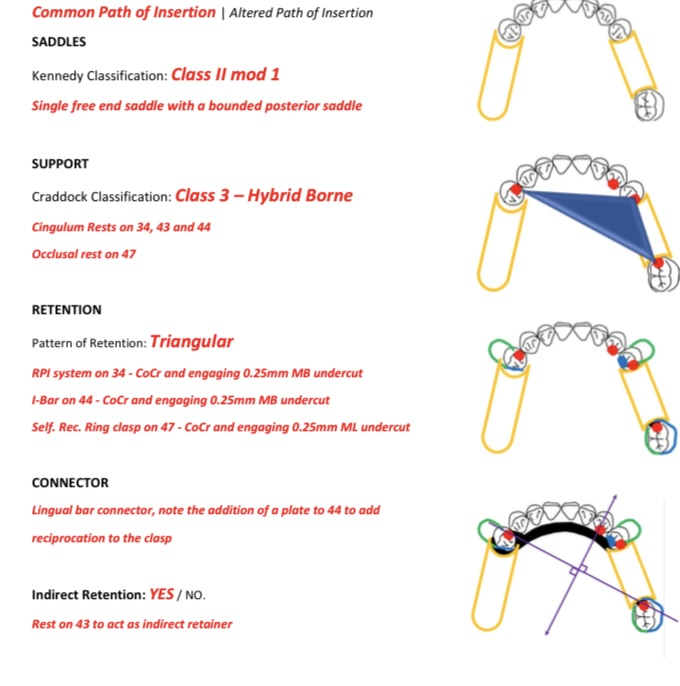 Common Path of Insertion | Altered Path of Insertion
SADDLES
Kennedy Classification: Class II mod 1
Single free end saddle with a bounded posterior saddle
SUPPORT
Craddock Classification: Class 3 – Hybrid Borne
Cingulum Rests on 34, 43 and 44
Occlusal rest on 47
RETENTION
Pattern of Retention: Triangular
RPI system on 34 - CoCr and engaging 0.25mm MB undercut
I-Bar on 44 - CoCr and engaging 0.25mm MB undercut
Self. Rec. Ring clasp on 47 - CoCr and engaging 0.25mm ML undercut
CONNECTOR
Lingual bar connector, note the addition of a plate to 44 to add
reciprocation to the clasp
Indirect Retention: YES / NO.
Rest on 43 to act as indirect retainer